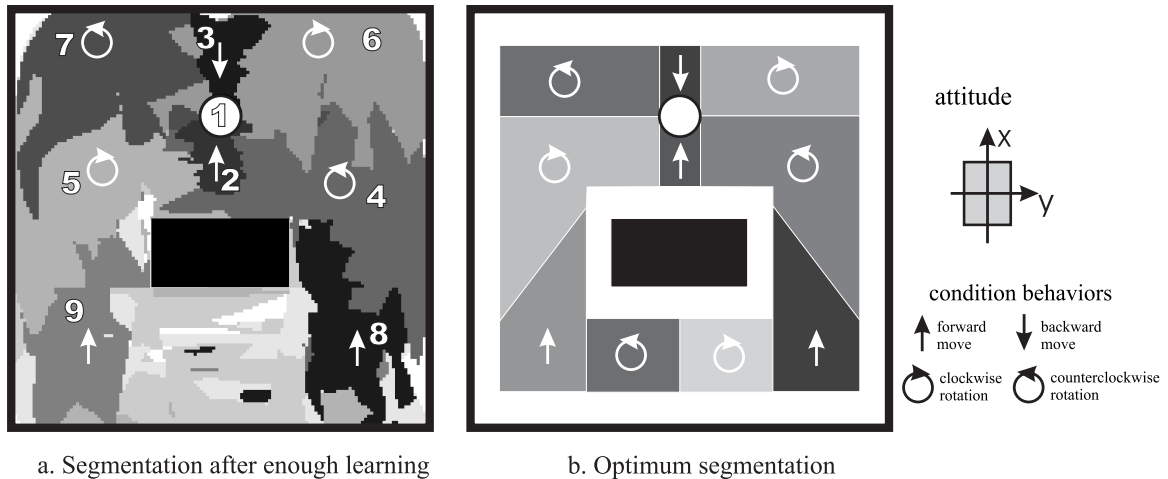 7
3
6
1
5
2
4
9
8
attitude
x
y
condition behaviors
forward
move
backward
move
clockwise
rotation
counterclockwise
rotation
a. Segmentation after enough learning
b. Optimum segmentation